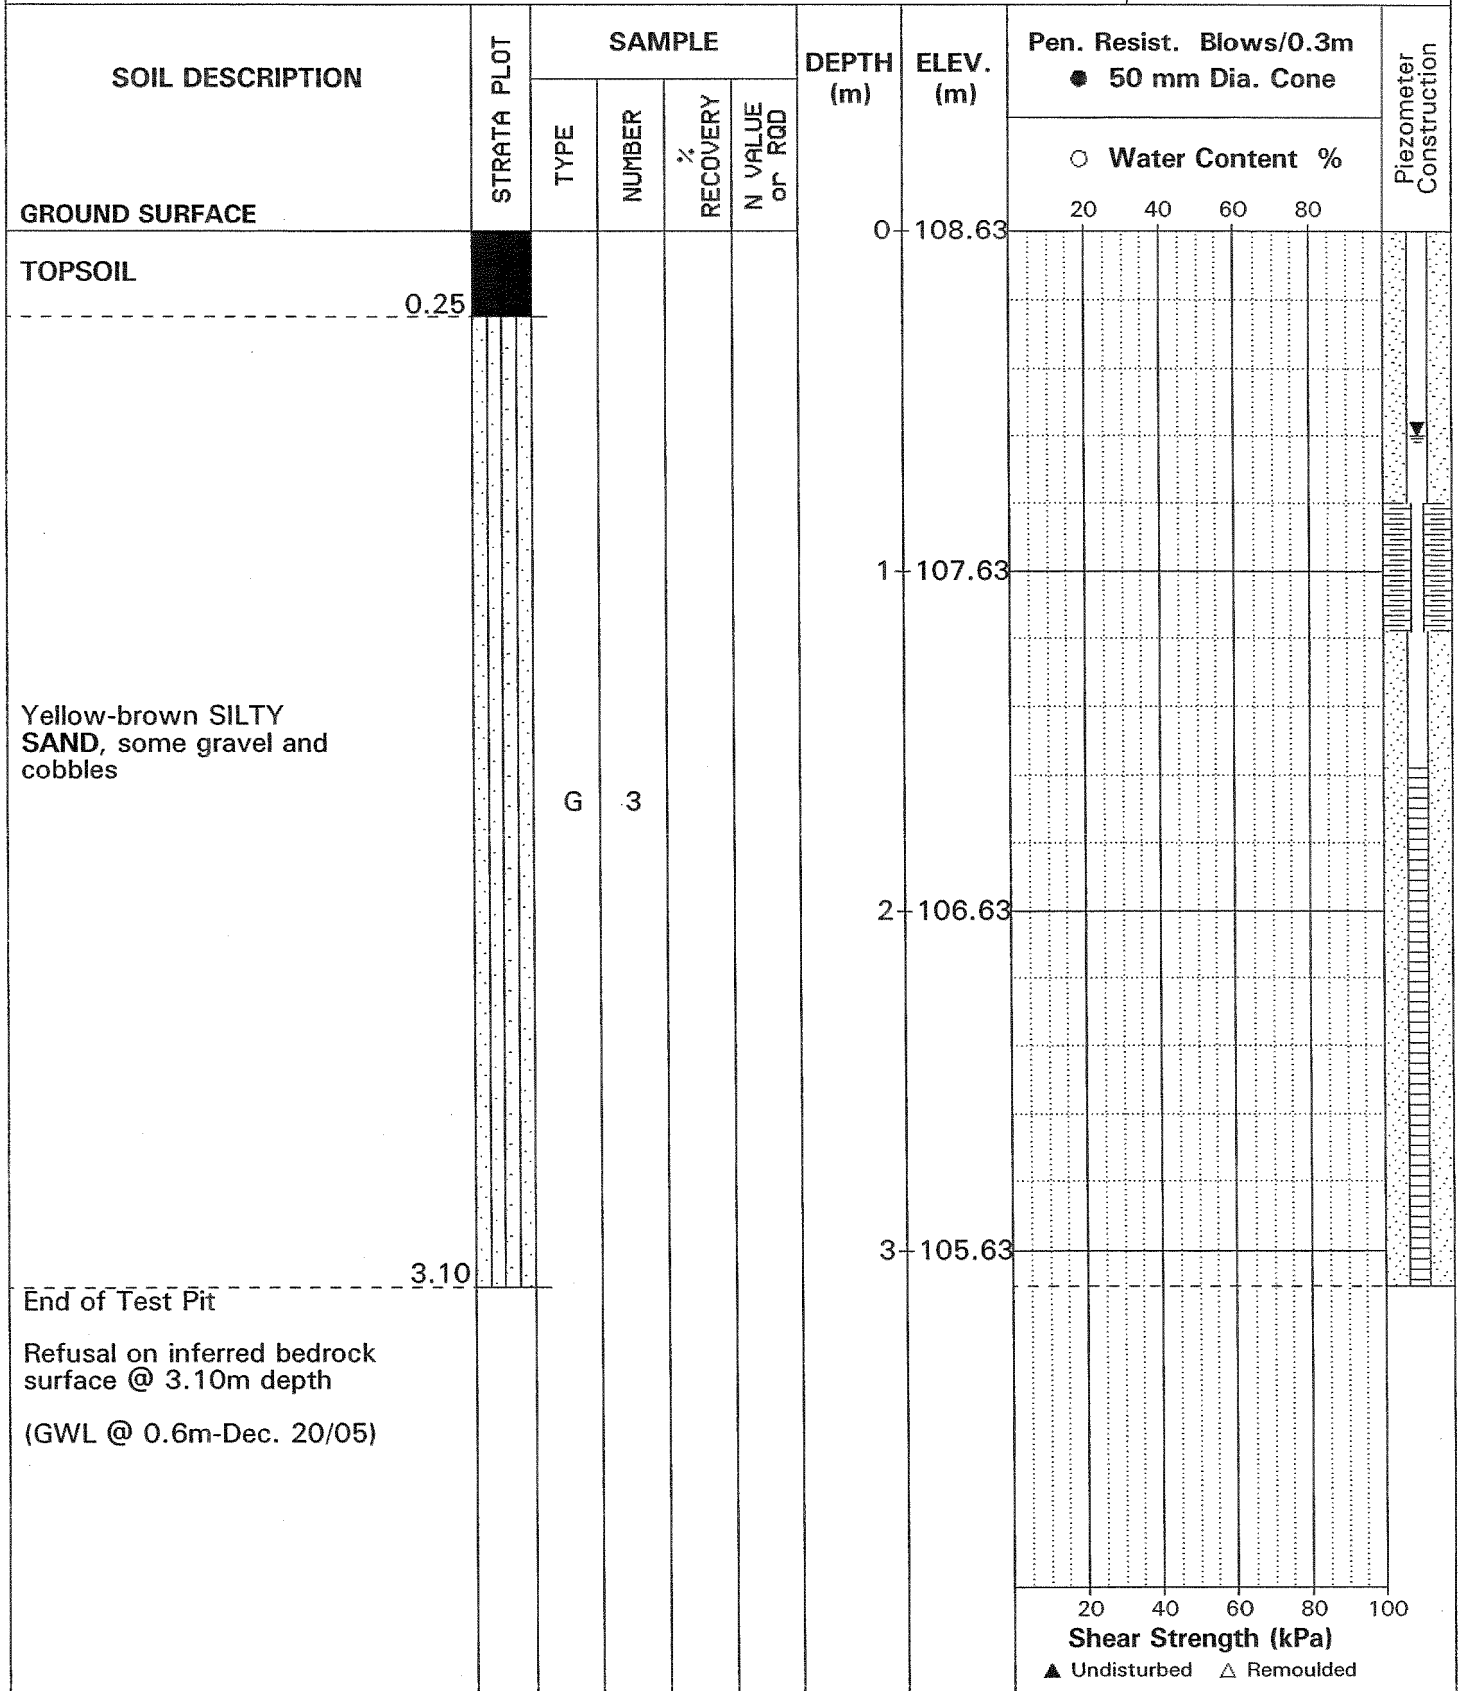 SOIL DESCRIPTION
STRATA PLOT
SAMPLE
TYPE
NUMBER
% RECOVERY
N VALUE or RQD
DEPTH
(m)
ELEV.
(m)
Pen. Resist. Blows/0.3m
● 50 mm Dia. Cone
○ Water Content %
Piezometer
Construction
GROUND SURFACE
20 40 60 80
0 108.63
TOPSOIL
0.25
1 107.63
Yellow-brown SILTY
SAND, some gravel and
cobbles
G 3
2 106.63
3 105.63
3.10
End of Test Pit
Refusal on inferred bedrock
surface @ 3.10m depth
(GWL @ 0.6m-Dec. 20/05)
20 40 60 80 100
Shear Strength (kPa)
▲ Undisturbed △ Remoulded